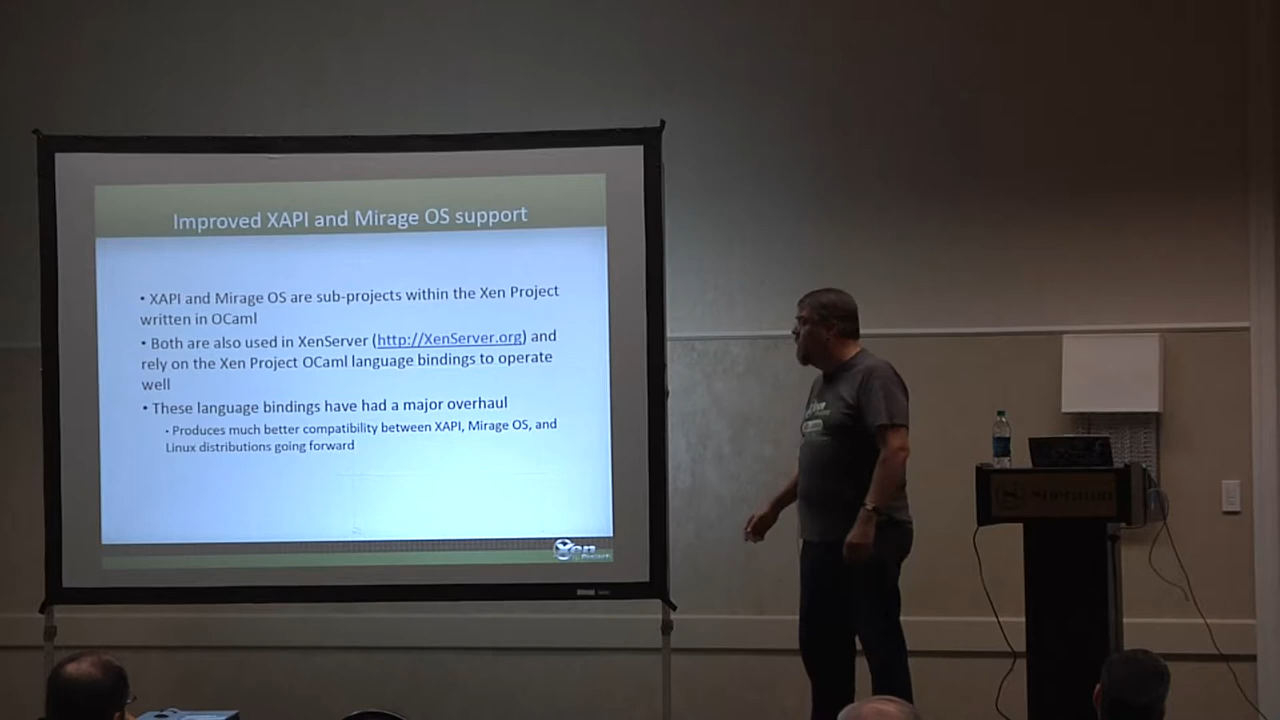 Improved XAPI and Mirage OS support
• XAPI and Mirage OS are sub-projects within the Xen Project
written in OCaml
• Both are also used in XenServer (http://XenServer.org) and
rely on the Xen Project OCaml language bindings to operate
well
• These language bindings have had a major overhaul
• Produces much better compatibility between XAPI, Mirage OS, and
Linux distributions going forward
Xen
Project
Sheraton